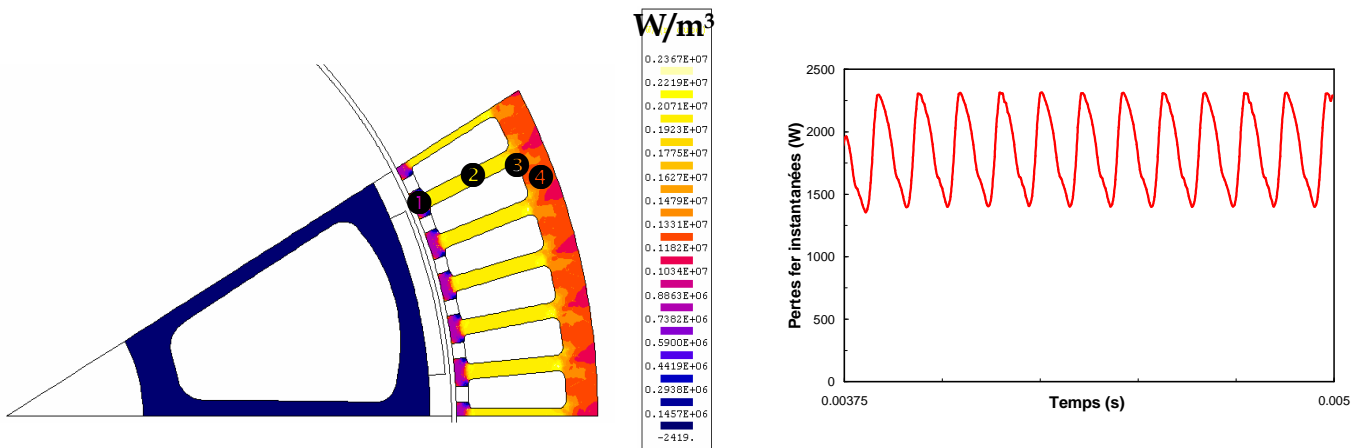 W/m³
0.2367E+07
0.2219E+07
0.2071E+07
0.1923E+07
0.1775E+07
0.1627E+07
0.1479E+07
0.1331E+07
0.1182E+07
0.1034E+07
0.8863E+06
0.7382E+06
0.5900E+06
0.4419E+06
0.2938E+06
0.1457E+06
-2419.
1
2
3
4
Pertes fer instantanées (W)
2500
2000
1500
1000
500
0
0.00375
Temps (s)
0.005